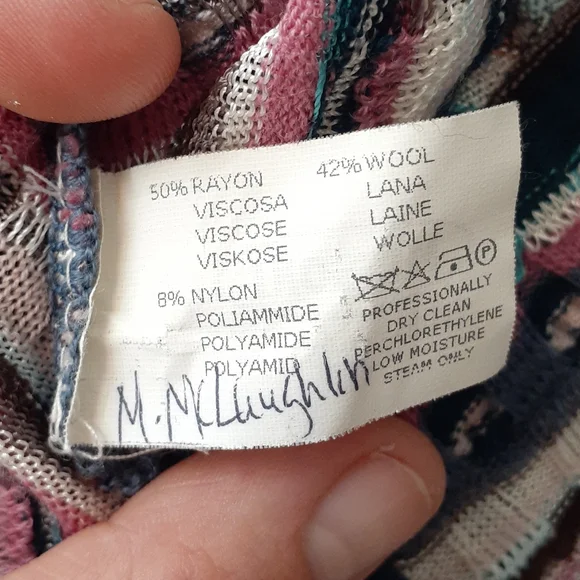 50% RAYON
VISCOSA
VISCOSE
VISKOSE
8% NYLON
POLIAMMIDE
POLYAMIDE
POLYAMID
42% WOOL
LANA
LAINE
WOLLE
P
PROFESSIONALLY
DRY CLEAN
PERCHLORETHYLENE
LOW MOISTURE
STEAM ONLY
M. McLaughlin